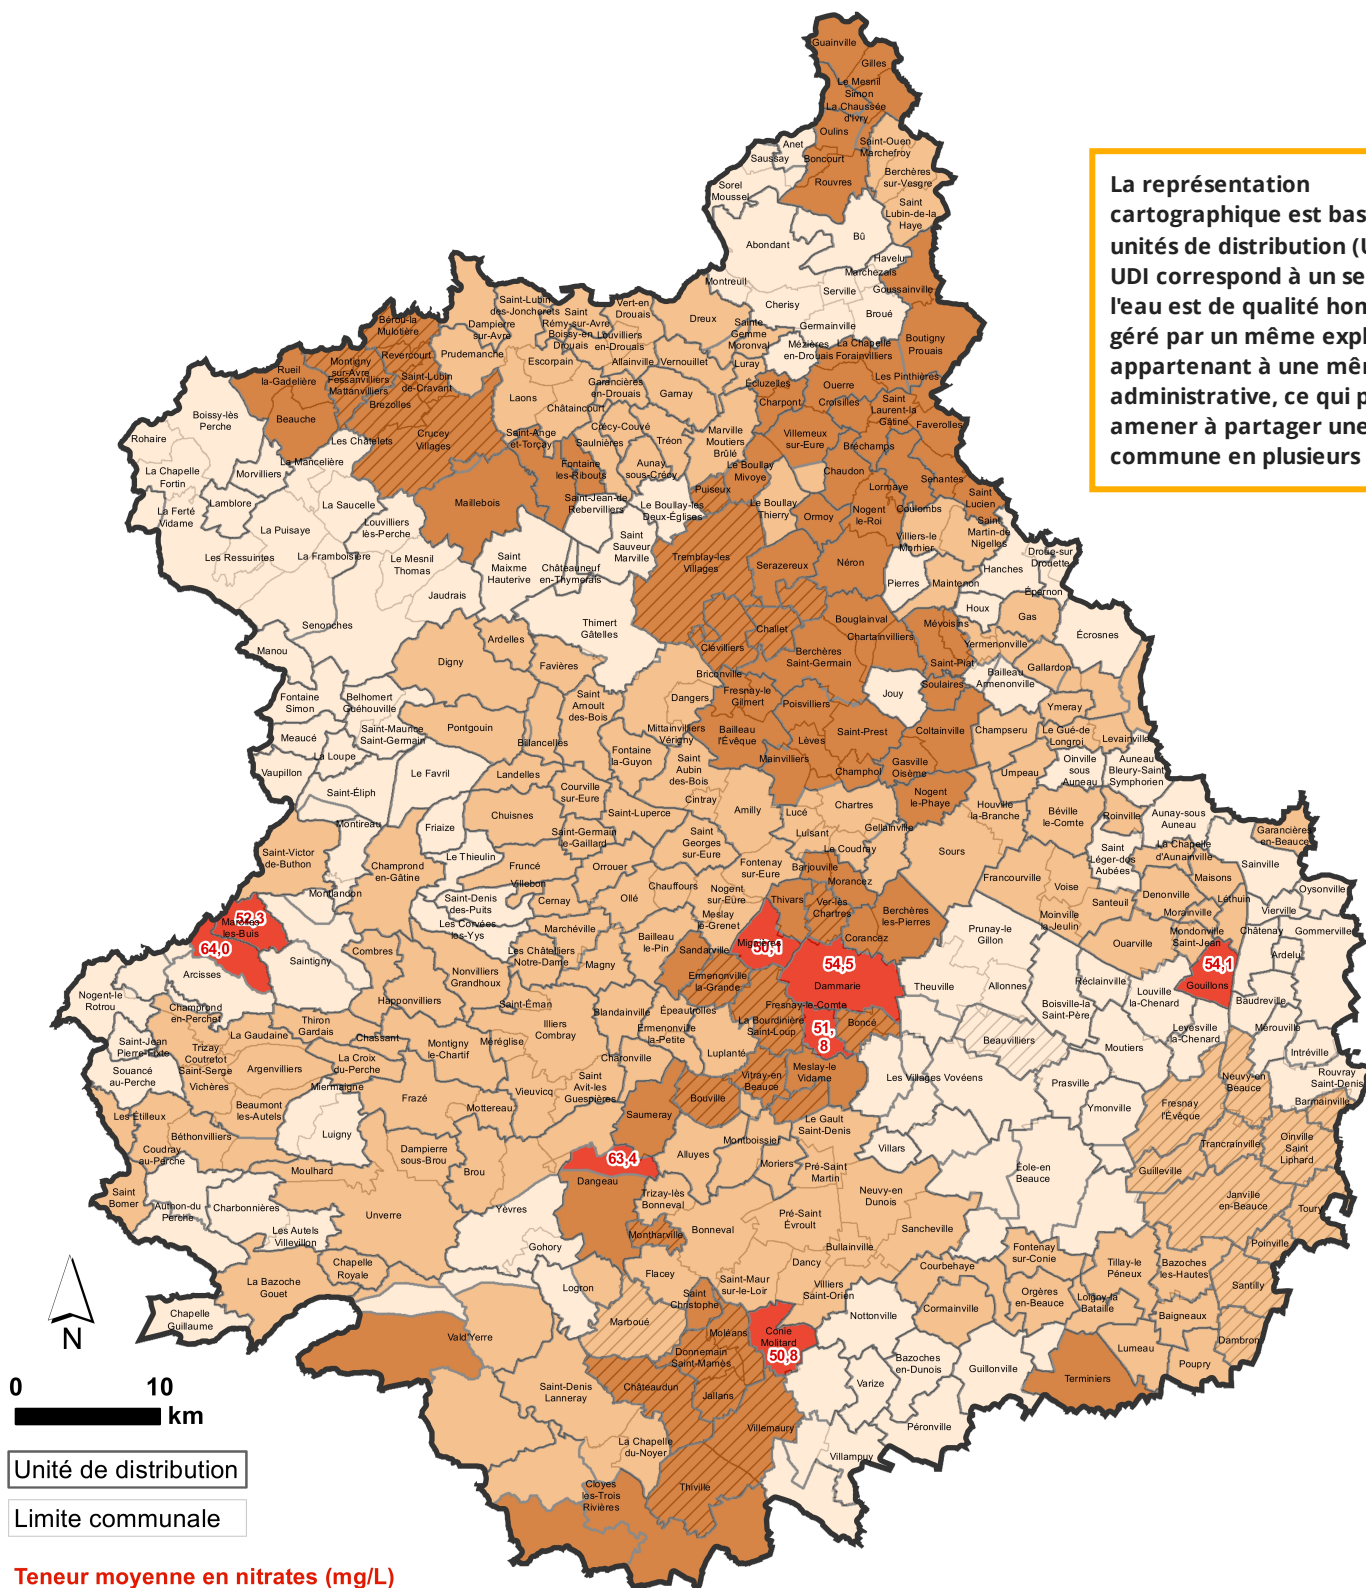 Guainville
Gilles
Le Mesnil
Simon
La Chaussée
d'Ivry
Oulins
Anet
Saussay
Boncourt
Saint-Ouen
Marchefroy
Rouvres
Berchères
sur-Vesgre
Sorel
Moussel
Saint
Lubin-de-la
Haye
Abondant
Bû
Havelu
Marchezais
Montreuil
Serville
Goussainville
Cherisy
Broué
Germainville
La représentation
cartographique est bas
unités de distribution (U
UDI correspond à un se
l'eau est de qualité hom
géré par un même expl
appartenant à une mêm
administrative, ce qui p
amener à partager une
commune en plusieurs
Saint-Lubin
des-Joncherets
Saint
Rémy-sur-Avre
Vert-en
Drouais
Dreux
Sainte
Gemme
Moronval
Mézières
en-Drouais
La Chapelle
Forainvilliers
Boutigny
Prouais
Bérou-la
Mulotière
Dampierre
sur-Avre
Boissy-en
Drouais
Louvilliers
en-Drouais
Allainville
Vernouillet
Luray
Escorpain
Prudemanche
Revercourt
Montigny
sur-Avre
Rueil
la-Gadelière
Fessanvilliers
Mattanvilliers
Saint-Lubin
de-Cravant
Laons
Garancières
en-Drouais
Garnay
Écluzelles
Charpont
Ouerre
Croisilles
Les Pinthières
Saint
Laurent-la
Gâtine
Faverolles
Brezolles
Beauche
Châtaincourt
Crécy-Couvé
Boissy-lès
Perche
Rohaire
Les Châtelets
Crucey
Villages
Saint-Ange
et-Torçay
Saulnières
Tréon
Marville
Moutiers
Brûlé
Villemeux
sur-Eure
Bréchamps
La Mancelière
Aunay
sous-Crécy
Fontaine
les-Ribouts
Le Boullay
Mivoye
Chaudon
Senantes
La Chapelle
Fortin
Morvilliers
Puiseux
Lormaye
Saint
Lucien
Lamblore
La Saucelle
Maillebois
Saint-Jean-de
Rebervilliers
Le Boullay-les
Deux-Églises
Le Boullay
Thierry
Ormoy
Nogent
le-Roi
Coulombs
La Ferté
Vidame
La Puisaye
Louvilliers
lès-Perche
Saint
Sauveur
Marville
Villiers-le
Morhier
Saint
Martin-de
Nigelles
Les Ressuintes
La Framboisière
Le Mesnil
Thomas
Saint
Maixme
Hauterive
Châteauneuf
en-Thymerais
Tremblay-les
Villages
Serazereux
Néron
Hanches
Droue-sur
Drouette
Pierres
Maintenon
Épernon
Jaudrais
Houx
Gas
Senonches
Thimert
Gâtelles
Challet
Bouglainval
Chartainvilliers
Mévoisins
Écrosnes
Manou
Ardelles
Digny
Favières
Clévilliers
Berchères
Saint-Germain
Yermenonville
Saint-Piat
Gallardon
Briconville
Bailleau
Armenonville
Fontaine
Simon
Belhomert
Guéhouville
Saint
Arnoult
des-Bois
Dangers
Fresnay-le
Gilmert
Jouy
Soulaires
Poisvilliers
Ymeray
Meaucé
Saint-Maurice
Saint-Germain
Pontgouin
Billancelles
Mittainvilliers
Vérigny
Bailleau
l'Évêque
Lèves
Saint-Prest
Coltainville
Champseru
Le Gué-de
Longroi
Levainville
La Loupe
Fontaine
la-Guyon
Saint
Aubin
des-Bois
Mainvilliers
Champhol
Gasville
Oisème
Umpeau
Oinville
sous
Auneau
Auneau
Bleury-Saint
Symphorien
Vaupillon
Le Favril
Landelles
Saint-Éliph
Courville
sur-Eure
Cintray
Amilly
Chartres
Lucé
Nogent
le-Phaye
Houville
la-Branche
Béville
le-Comte
Roinville
Aunay-sous
Auneau
Montireau
Friaize
Chuisnes
Saint-Luperce
Luisant
Gellainville
Garancières
en-Beauce
Saint-Germain
le-Gaillard
Saint
Georges
sur-Eure
Le Coudray
Saint-Victor
de-Buthon
Le Thieulin
Sours
Saint
Léger-des
Aubées
La Chapelle
d'Aunainville
Sainville
Champrond
en-Gâtine
Fruncé
Orrouer
Fontenay
sur-Eure
Barjouville
Morancez
Francourville
Voise
Maisons
Oysonville
Montlandon
Villebon
Cernay
Chauffours
Ollé
Nogent
sur-Eure
Thivars
Ver-lès
Chartres
Berchères
les-Pierres
Santeuil
Denonville
Léthuin
Saint-Denis
des-Puits
Morainville
Vierville
52,3
Marolles
les-Buis
Les Corvées
les-Yys
Marchéville
Meslay
le-Grenet
Moinville
la-Jeulin
Mondonville
Saint-Jean
Châtenay
Gommerville
64,0
Saintigny
Combres
Les Châtelliers
Notre-Dame
Bailleau
le-Pin
Sandarville
Mignières
50,1
Corancez
Prunay-le
Gillon
Ouarville
Ardelu
Arcisses
Magny
54,5
54,1
Nonvilliers
Grandhoux
Ermenonville
la-Grande
Dammarie
Theuville
Allonnes
Réclainville
Gouillons
Nogent-le
Rotrou
Champrond
en-Perchet
Happonvilliers
Saint-Éman
Blandainville
Épeautrolles
Fresnay-le-Comte
Boisville-la
Saint-Père
Louville
la-Chenard
Baudreville
Thiron
Gardais
Illiers
Combray
Ermenonville
la-Petite
La Bourdinière
Saint-Loup
51,
8
Boncé
Leyesville
la-Chenard
Mérouville
La Gaudaine
Chassant
Montigny
le-Chartif
Méréglise
Beauvilliers
Moutiers
Saint-Jean
Pierre-Fixte
Trizay
Coutretot
Saint-Serge
La Croix
du-Perche
Charonville
Luplanté
Intréville
Souancé
au-Perche
Argenvilliers
Vitray-en
Beauce
Meslay-le
Vidame
Les Villages Vovéens
Prasville
Neuvy-en
Beauce
Rouvray
Saint-Denis
Vichères
Miermaigne
Frazé
Vieuvicq
Saint
Avit-les
Guespières
Bouville
Barmainville
Beaumont
les-Autels
Mottereau
Saumeray
Ymonville
Fresnay
l'Évêque
Les Étilleux
Le Gault
Saint-Denis
Béthonvilliers
Luigny
Montboissier
Trancrainville
Oinville
Saint
Liphard
Coudray
au-Perche
Dampierre
sous-Brou
63,4
Alluyes
Moriers
Villars
Moulhard
Brou
Dangeau
Pré-Saint
Martin
Éole-en
Beauce
Guilleville
Saint
Bomer
Authon-du
Perche
Charbonnières
Trizay-lès
Bonneval
Neuvy-en
Dunois
Janville
en-Beauce
Unverre
Yèvres
Pré-Saint
Évroult
Toury
Les Autels
Villevillon
Montharville
Bonneval
Sancheville
Gohory
Bullainville
Fontenay
sur-Conie
Poinville
Chapelle
Royale
Flacey
Dancy
Courbehaye
Tillay-le
Péneux
Bazoches
les-Hautes
La Bazoche
Gouet
Logron
Saint-Maur
sur-le-Loir
Villiers
Saint-Orien
Orgères
en-Beauce
Santilly
Saint
Christophe
Cormainville
Loigny-la
Bataille
Baigneaux
Chapelle
Guillaume
Marboué
Nottonville
N
Vald'Yerre
Moléans
Conie
Molitard
50,8
Dambron
Donnemain
Saint-Mamès
Lumeau
Bazoches
en-Dunois
Guillonville
Poupry
0 10
km
Saint-Denis
Lanneray
Châteaudun
Jallans
Varize
Terminiers
Villemaury
Péronville
La Chapelle
du-Noyer
Villampuy
Unité de distribution
Cloyes
les-Trois
Rivières
Thiville
Limite communale
Teneur moyenne en nitrates (mg/L)